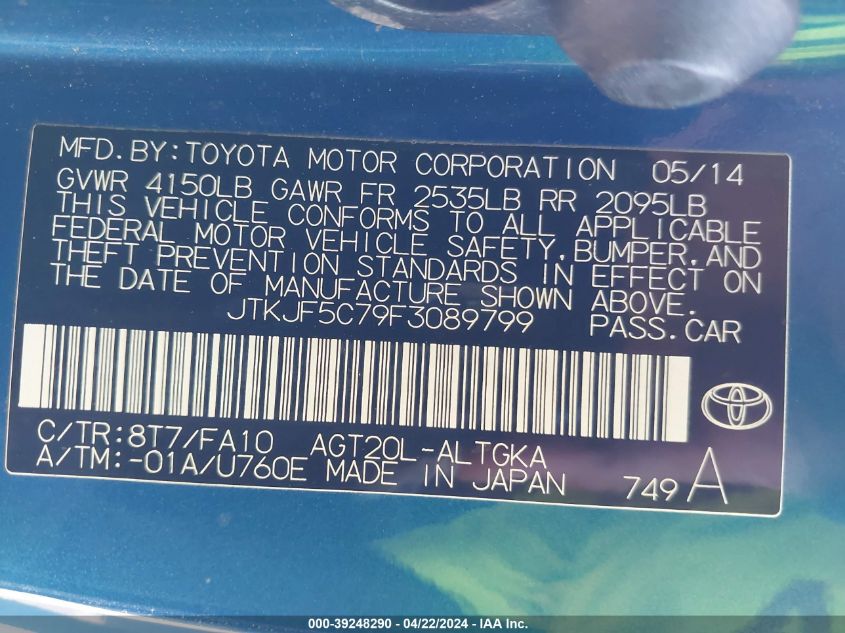 MFD.BY:TOYOTA MOTOR CORPORATION 05/14
GVWR 4150LB GAWR FR 2535LB RR 2095LB
THIS VEHICLE CONFORMS TO ALL APPLICABLE
FEDERAL MOTOR VEHICLE SAFETY,BUMPER,AND
THEFT PREVENTION STANDARDS IN EFFECT ON
THE DATE OF MANUFACTURE SHOWN ABOVE.
JTKJF5C79F3089799 PASS.CAR
C/TR:8T7/FA10 AGT20L-ALTGKA
A/TM:-01A/U760E MADE IN JAPAN 749 A
000-39248290 - 04/22/2024 - IAA Inc.